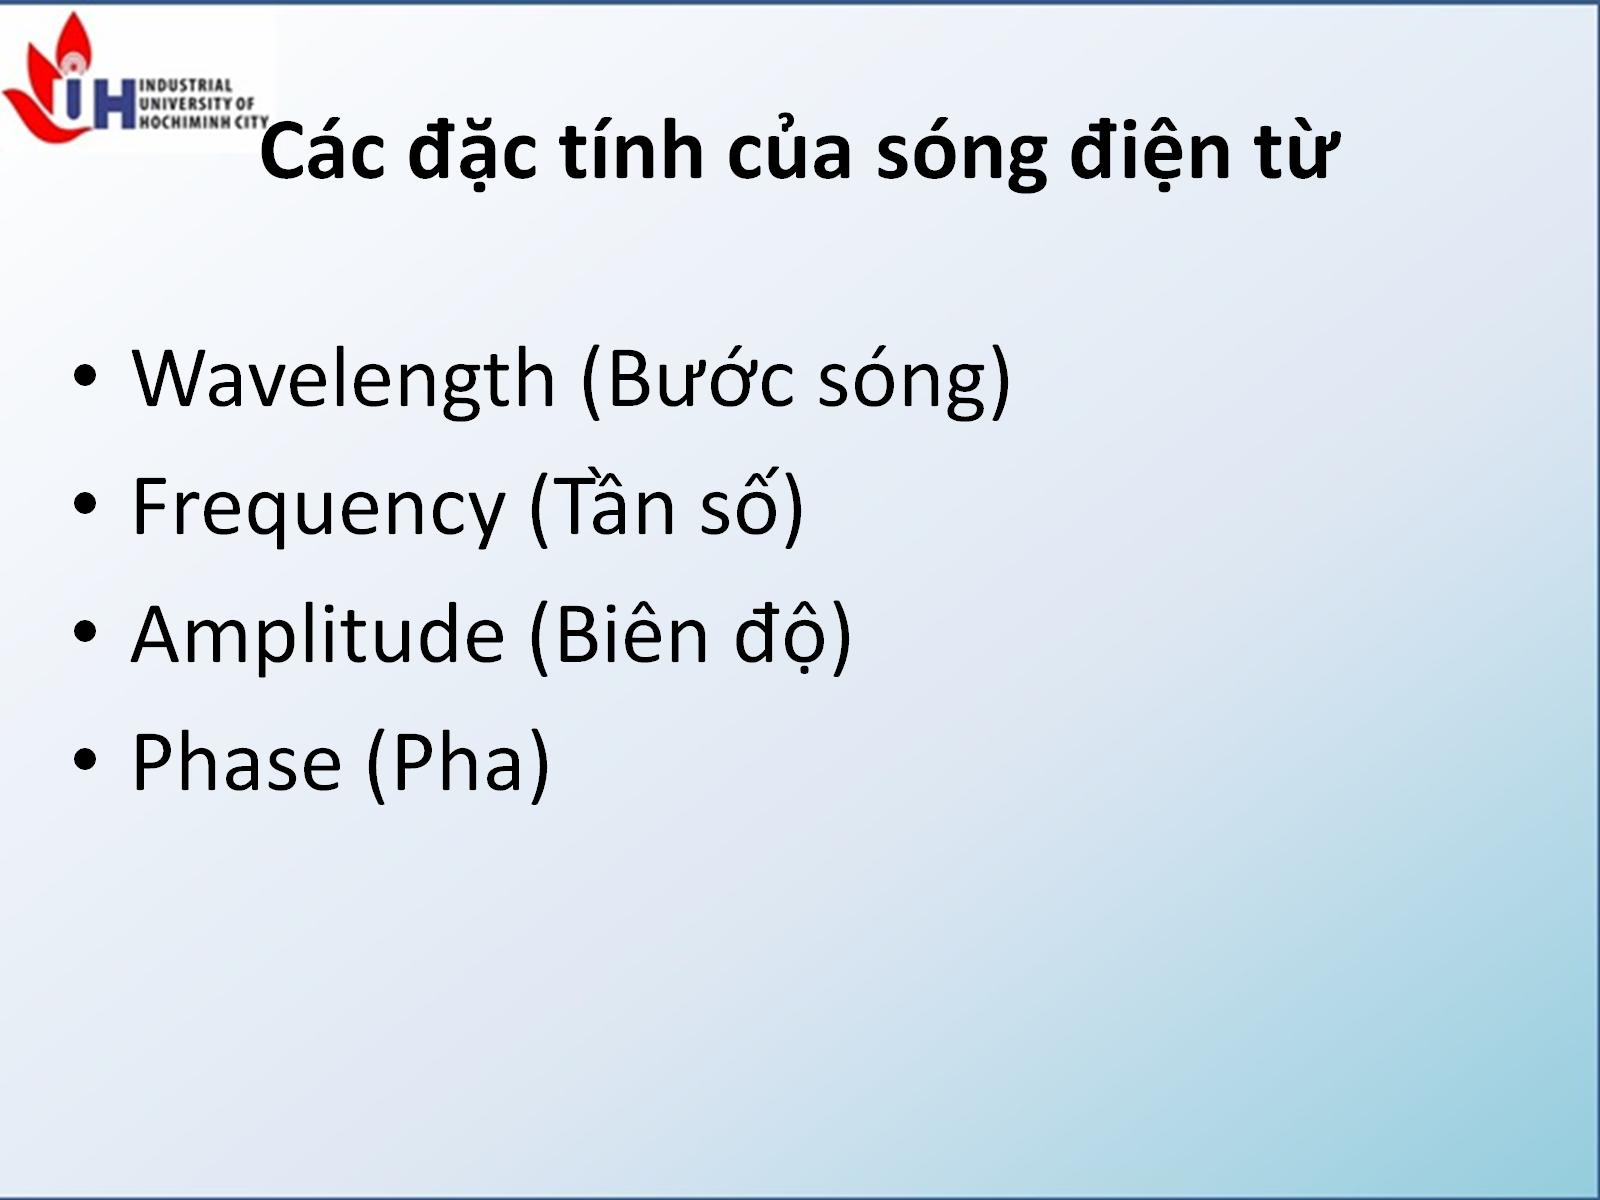 IUH
INDUSTRIAL
UNIVERSITY OF
HOCHIMINH CITY
Các đặc tính của sóng điện từ
• Wavelength (Bước sóng)
• Frequency (Tần số)
• Amplitude (Biên độ)
• Phase (Pha)